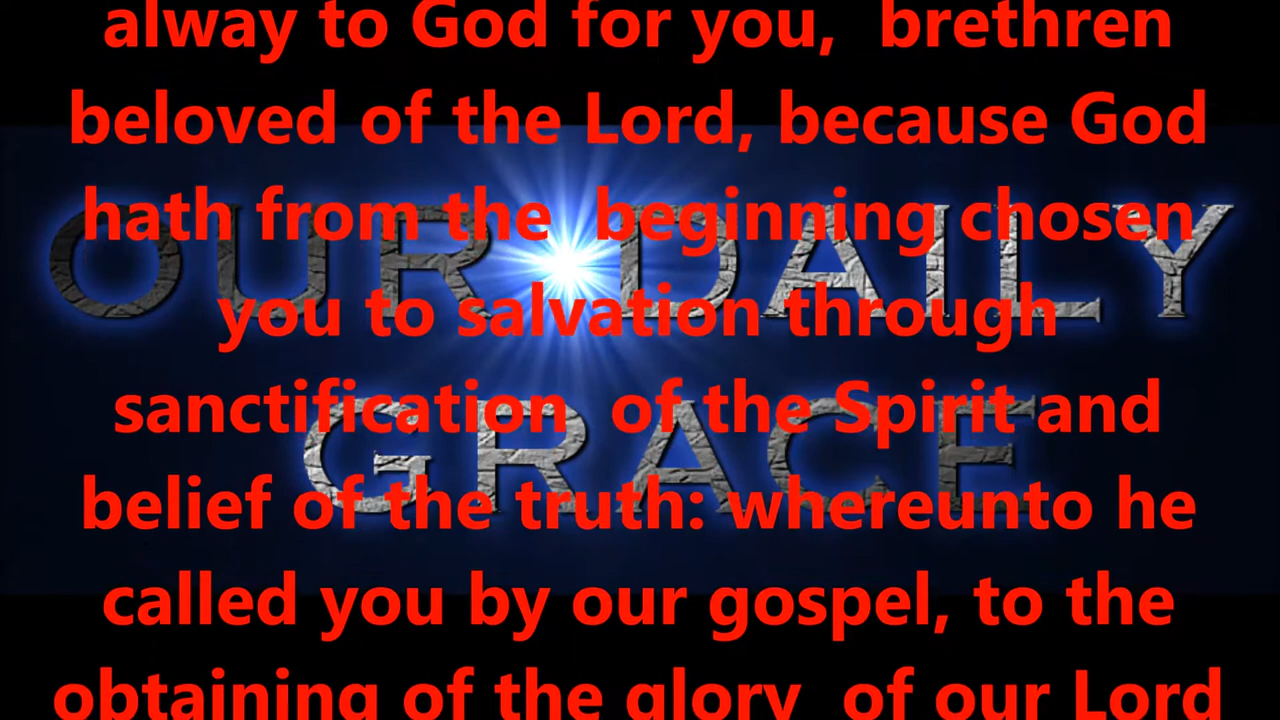 alway to God for you,  brethren
beloved of the Lord, because God
hath from the  beginning chosen
you to salvation through
sanctification  of the Spirit and
belief of the truth: whereunto he
called you by our gospel, to the
obtaining of the glory  of our Lord
OUR DAILY
GRACE